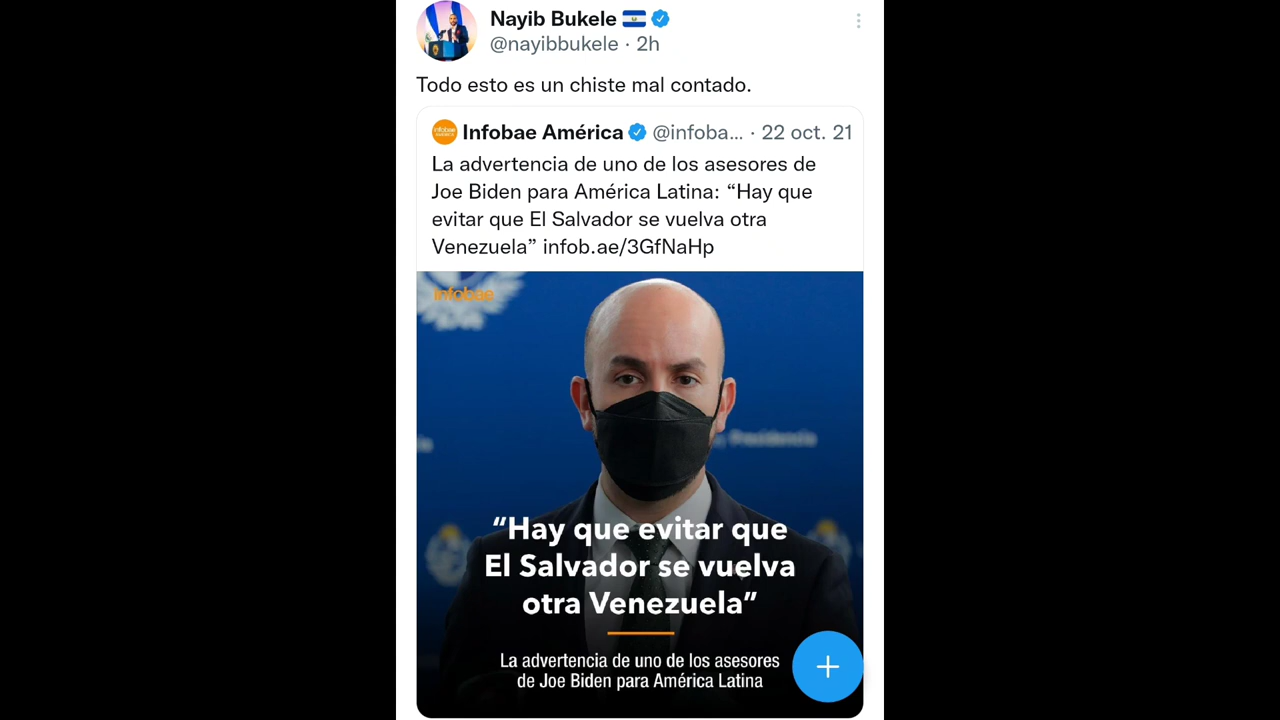 Nayib Bukele
@nayibbukele · 2h
Todo esto es un chiste mal contado.
Infobae América @infoba... · 22 oct. 21
La advertencia de uno de los asesores de
Joe Biden para América Latina: “Hay que
evitar que El Salvador se vuelva otra
Venezuela” infob.ae/3GfNaHp
infobae
Presidencia
“Hay que evitar que
El Salvador se vuelva
otra Venezuela”
La advertencia de uno de los asesores
de Joe Biden para América Latina